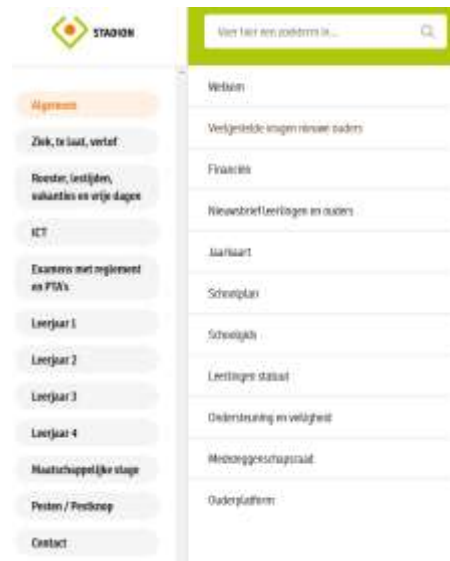 STADION
Voer hier een zoekterm in...
Algemeen
Ziek, te laat, verlof
Rooster, lestijden,
vakanties en vrije dagen
ICT
Examens met reglement
en PTA's
Leerjaar 1
Leerjaar 2
Leerjaar 3
Leerjaar 4
Maatschappelijke stage
Pesten / Pestknop
Contact
Welkom
Veelgestelde vragen nieuwe ouders
Financiën
Nieuwsbrief leerlingen en ouders
Jaarkaart
Schoolplan
Schoolgids
Leerlingen statuut
Ondersteuning en veiligheid
Medezeggenschapsraad
Ouderplatform